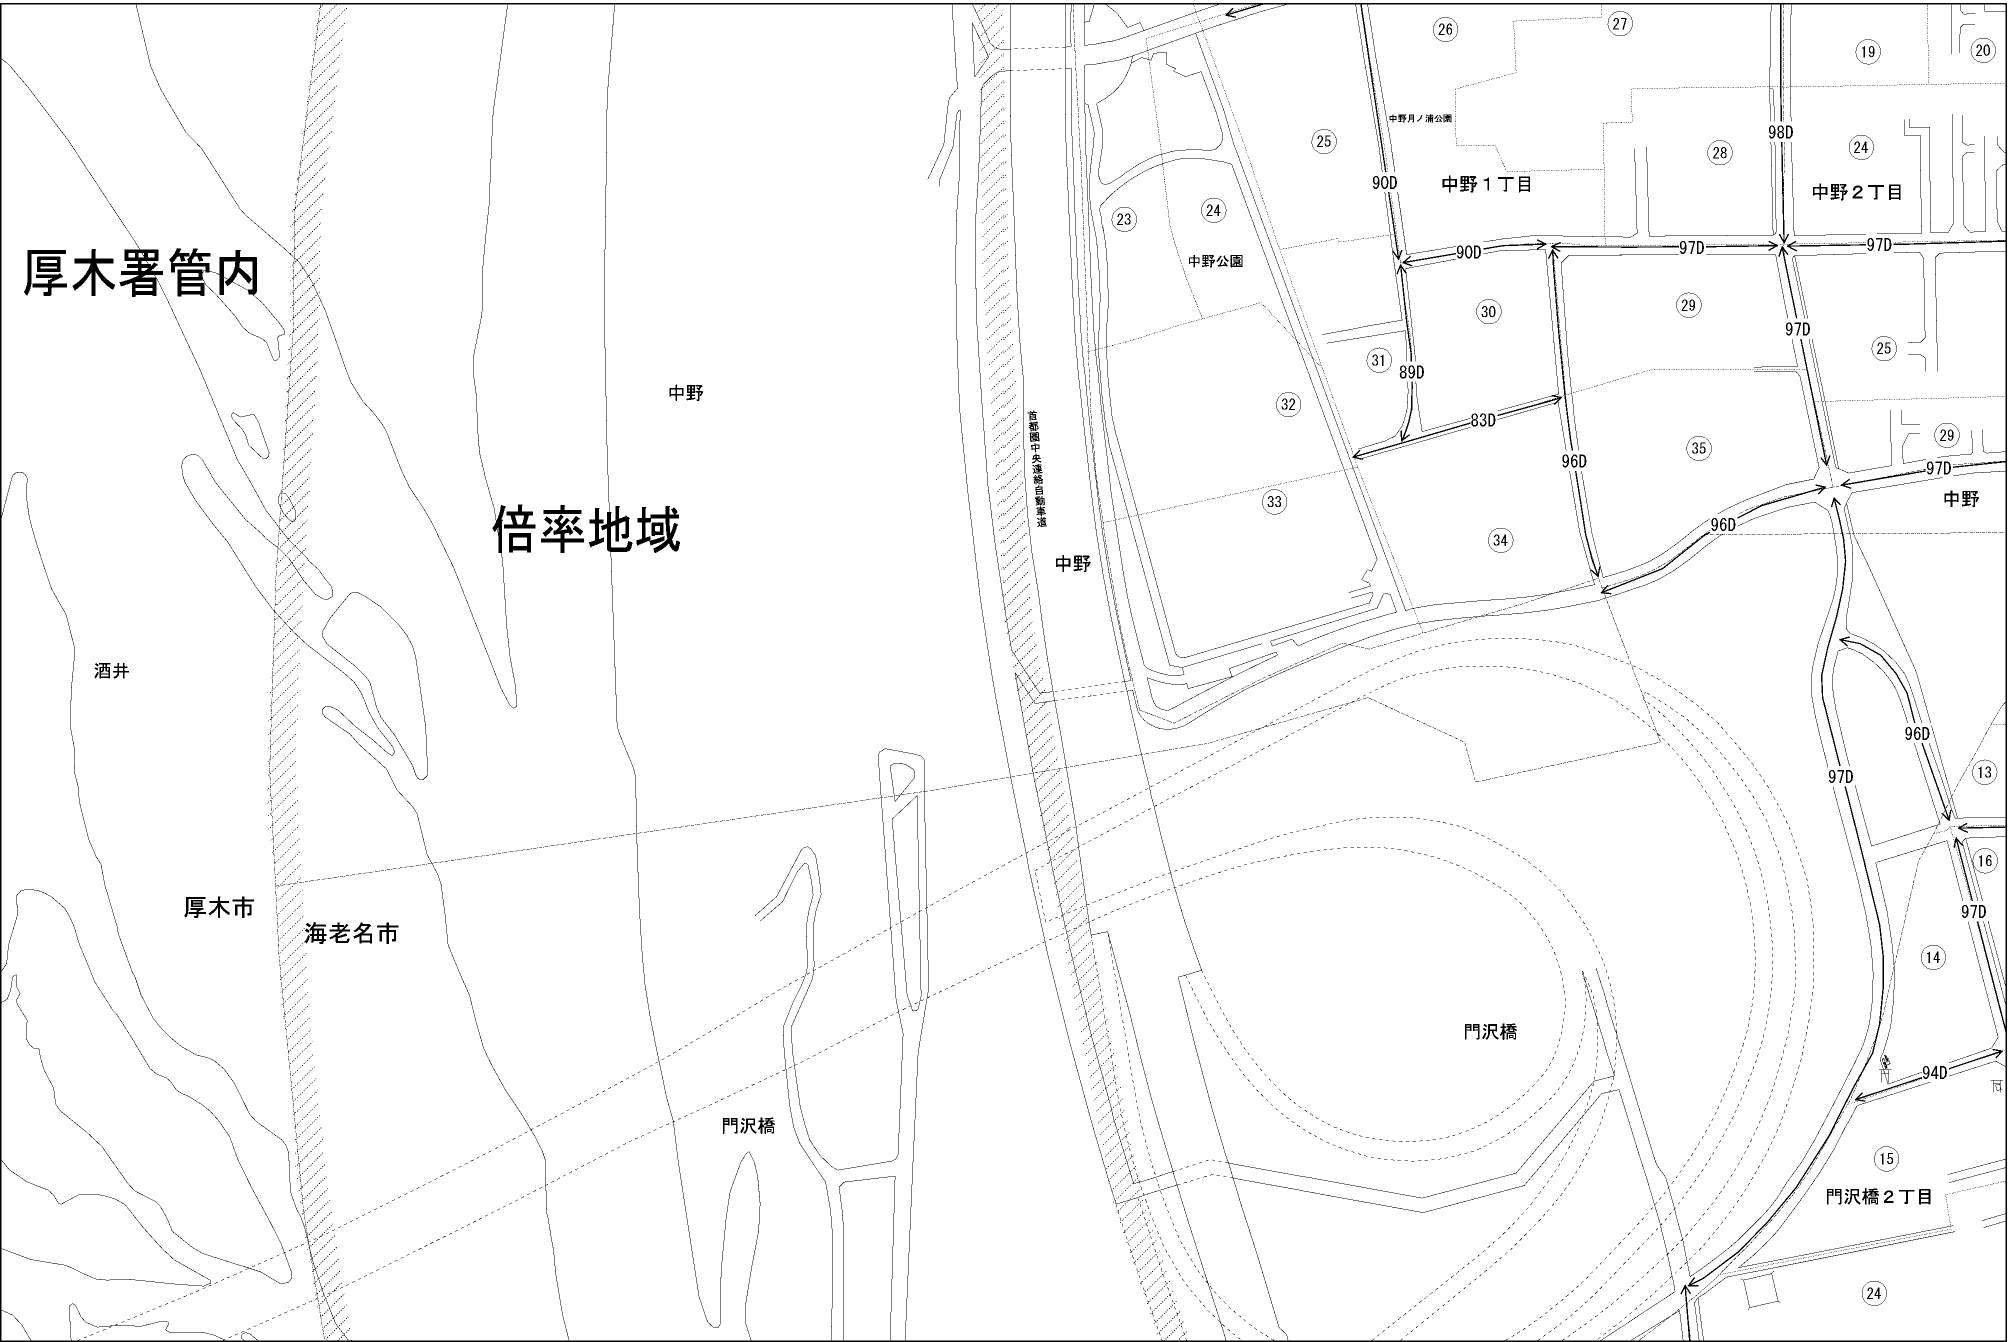 26
27
19
20
中野月ノ浦公園
98D
25
28
24
90D
中野1丁目
中野2丁目
23
24
厚木署管内
中野公園
90D
97D
97D
30
29
97D
31
25
89D
中野
32
83D
29
首都圏中央連絡自動車道
35
96D
97D
33
中野
倍率地域
96D
34
中野
酒井
96D
13
97D
16
厚木市
海老名市
97D
14
門沢橋
94D
門沢橋
15
門沢橋2丁目
24